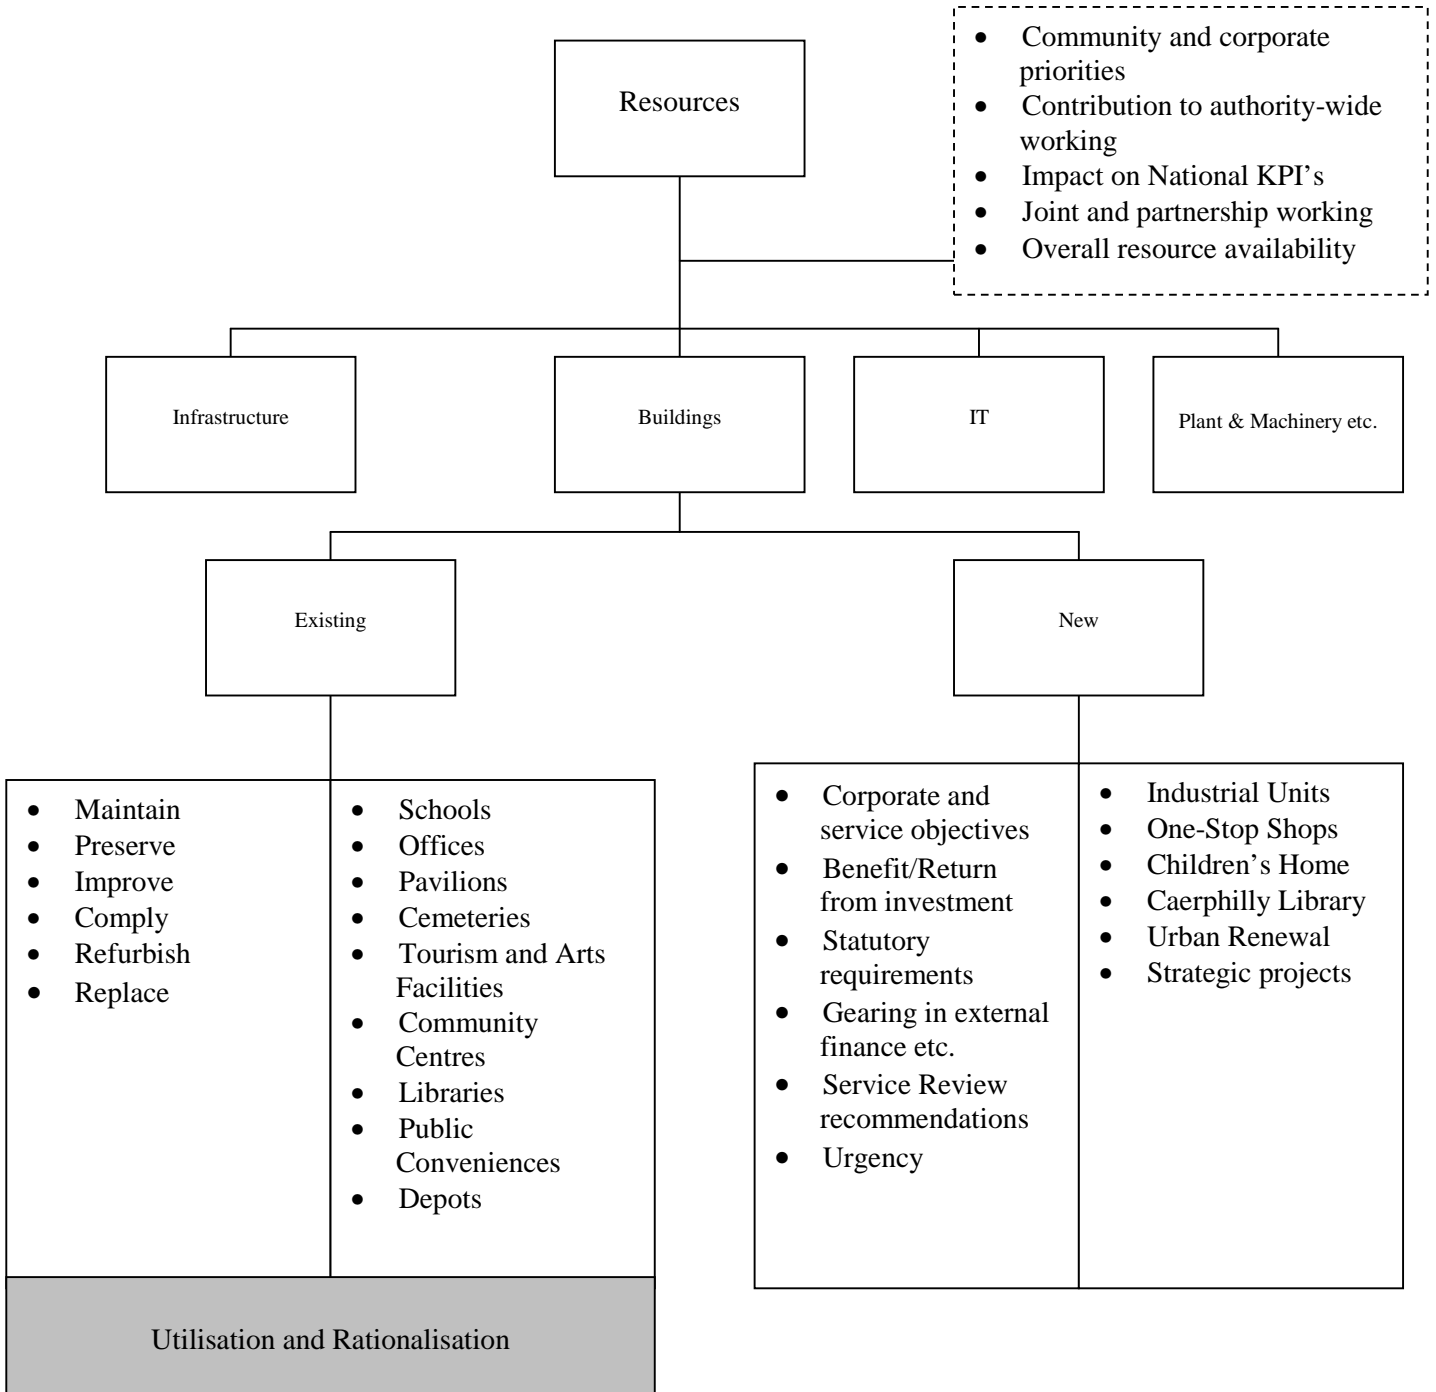 Resources
• Community and corporate
priorities
• Contribution to authority-wide
working
• Impact on National KPI’s
• Joint and partnership working
• Overall resource availability
Infrastructure
Buildings
IT
Plant & Machinery etc.
Existing
New
• Maintain
• Preserve
• Improve
• Comply
• Refurbish
• Replace
• Schools
• Offices
• Pavilions
• Cemeteries
• Tourism and Arts
Facilities
• Community
Centres
• Libraries
• Public
Conveniences
• Depots
Utilisation and Rationalisation
• Corporate and
service objectives
• Benefit/Return
from investment
• Statutory
requirements
• Gearing in external
finance etc.
• Service Review
recommendations
• Urgency
• Industrial Units
• One-Stop Shops
• Children’s Home
• Caerphilly Library
• Urban Renewal
• Strategic projects